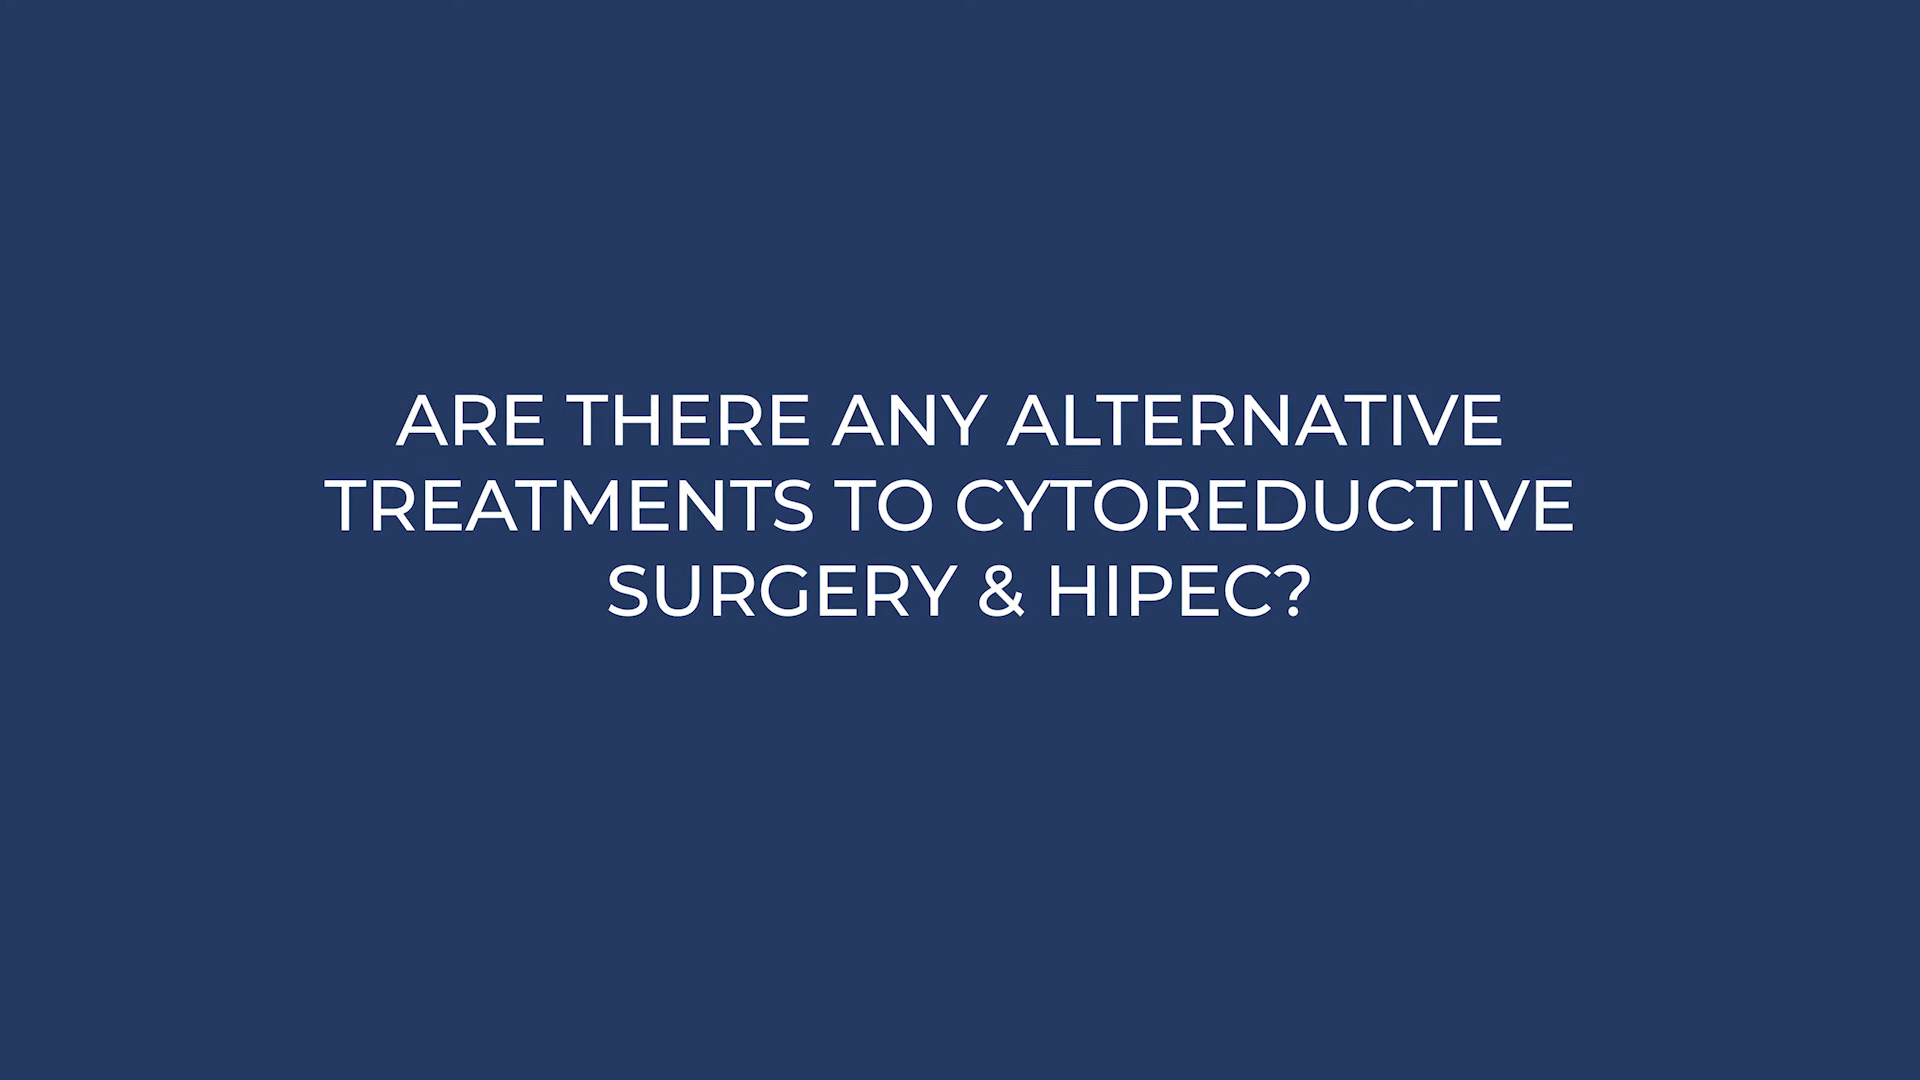 ARE THERE ANY ALTERNATIVE
TREATMENTS TO CYTOREDUCTIVE
SURGERY & HIPEC?